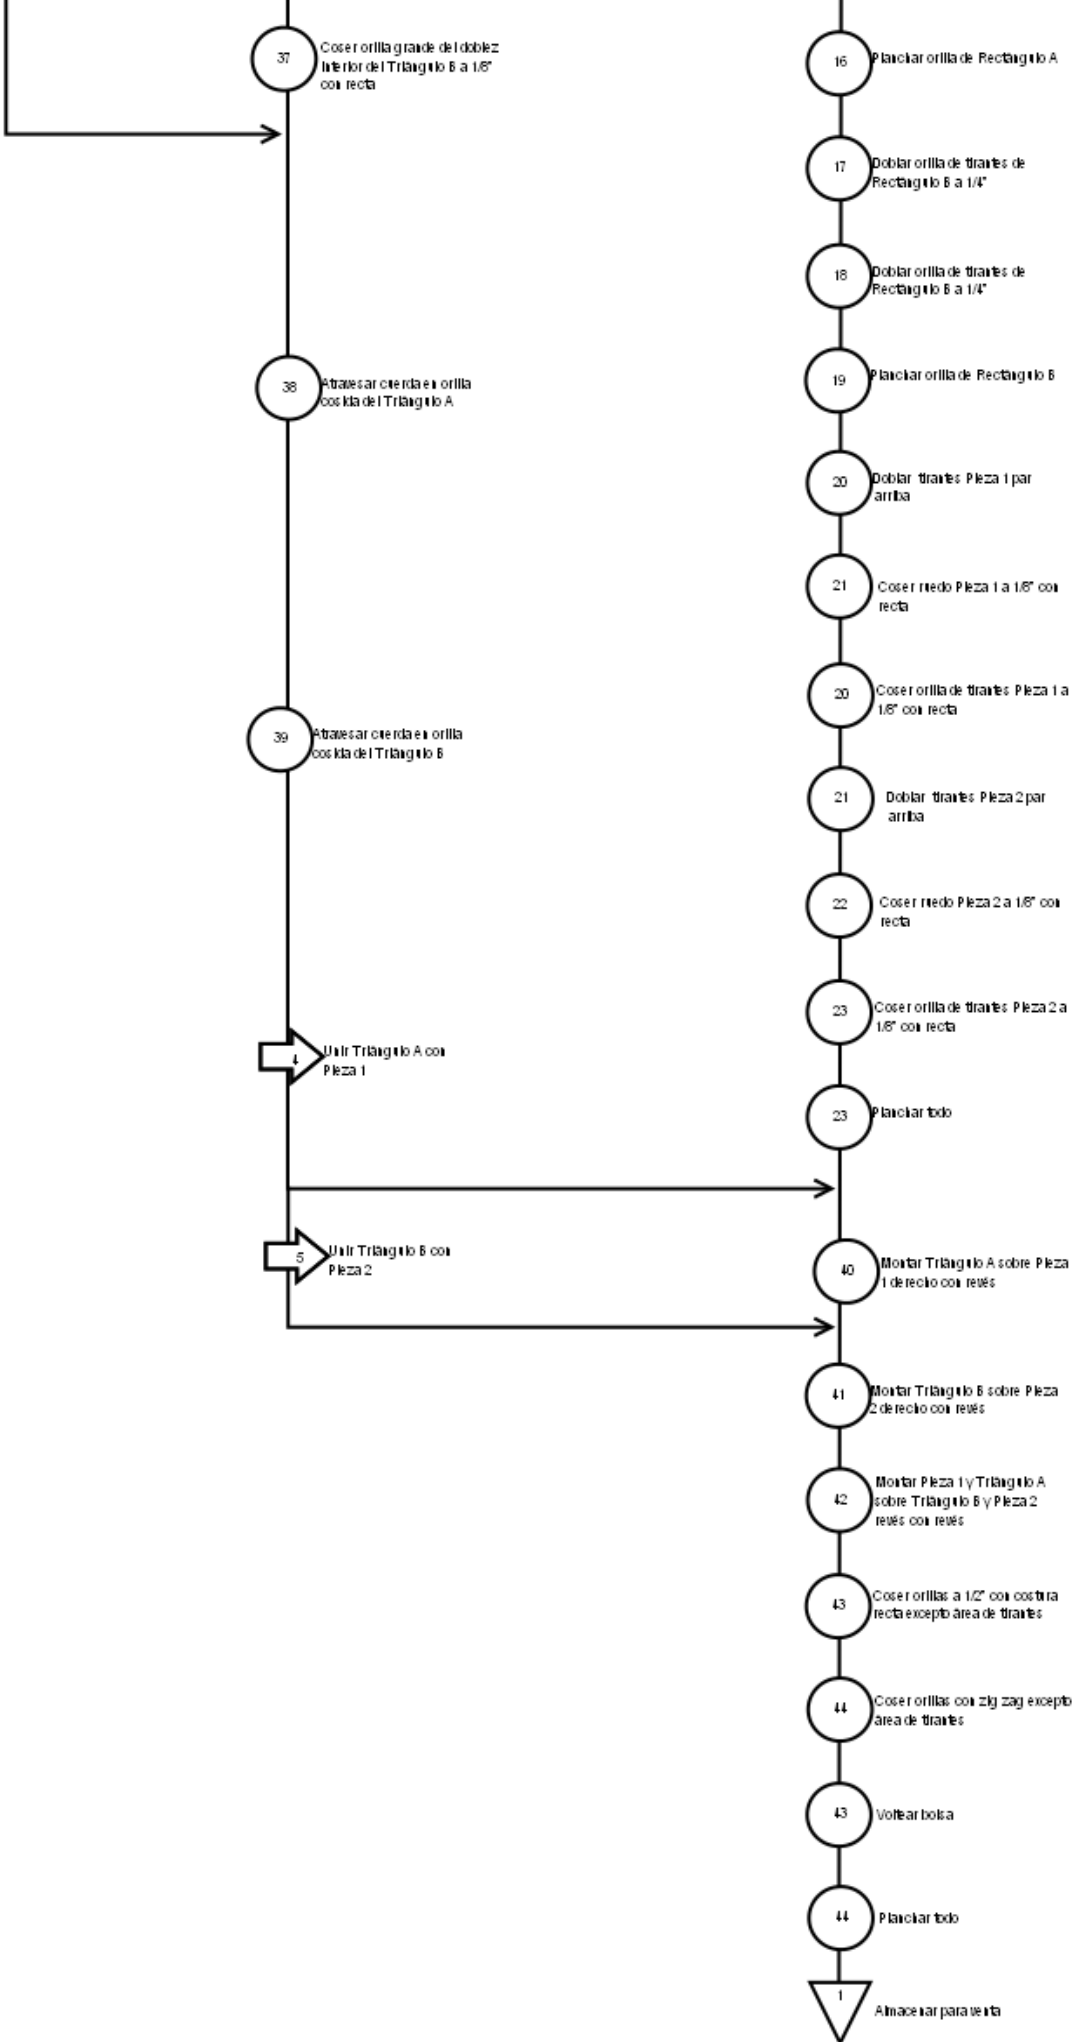 37
Coser orilla grande del doblez
Interior del Triángulo B a 1/8"
con recta
38
Atravesar cuerda en orilla
cosida del Triángulo A
39
Atravesar cuerda en orilla
cosida del Triángulo B
4
Unir Triángulo A con
Pieza 1
5
Unir Triángulo B con
Pieza 2
16
Planchar orilla de Rectángulo A
17
Doblar orilla de tirantes de
Rectángulo B a 1/4"
18
Doblar orilla de tirantes de
Rectángulo B a 1/4"
19
Planchar orilla de Rectángulo B
20
Doblar tirantes Pieza 1 par
arriba
21
Coser ruedo Pieza 1 a 1/8" con
recta
20
Coser orilla de tirantes Pieza 1 a
1/8" con recta
21
Doblar tirantes Pieza 2 par
arriba
22
Coser ruedo Pieza 2 a 1/8" con
recta
23
Coser orilla de tirantes Pieza 2 a
1/8" con recta
23
Planchar todo
40
Montar Triángulo A sobre Pieza
1 derecho con revés
41
Montar Triángulo B sobre Pieza
2 derecho con revés
42
Montar Pieza 1 y Triángulo A
sobre Triángulo B y Pieza 2
revés con revés
43
Coser orillas a 1/2" con costura
recta excepto área de tirantes
44
Coser orillas con zig zag excepto
área de tirantes
43
Voltear bolsa
44
Planchar todo
1
Almacenar para venta